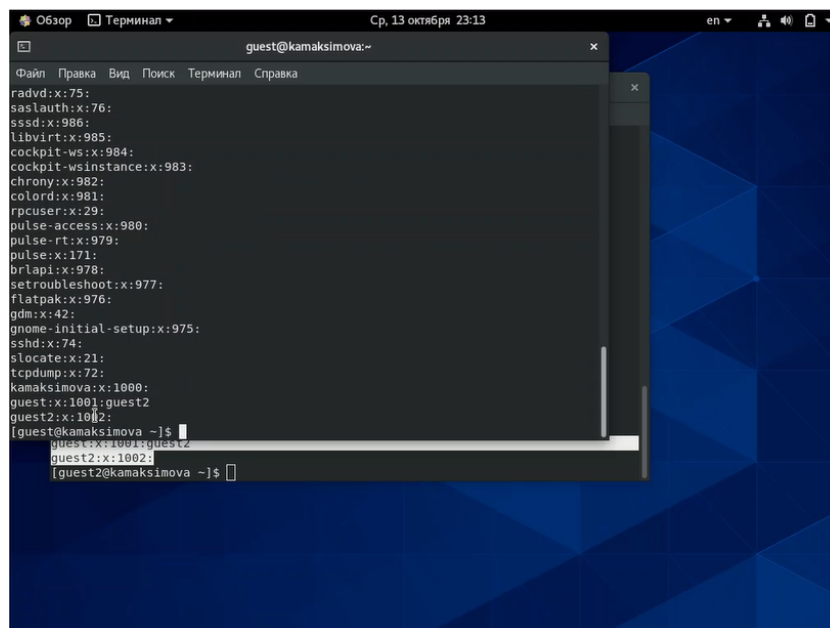 Обзор Терминал Ср, 13 октября 23:13 en
guest@kamaksimova:~
Файл Правка Вид Поиск Терминал Справка
radvd:x:75:
saslauth:x:76:
sssd:x:986:
libvirt:x:985:
cockpit-ws:x:984:
cockpit-wsinstance:x:983:
chrony:x:982:
colord:x:981:
rpcuser:x:29:
pulse-access:x:980:
pulse-rt:x:979:
pulse:x:171:
brlapi:x:978:
setroubleshoot:x:977:
flatpak:x:976:
gdm:x:42:
gnome-initial-setup:x:975:
sshd:x:74:
slocate:x:21:
tcpdump:x:72:
kamaksimova:x:1000:
guest:x:1001:guest2
guest2:x:1002:
[guest@kamaksimova ~]$
guest:x:1001:guest2
guest2:x:1002:
[guest2@kamaksimova ~]$